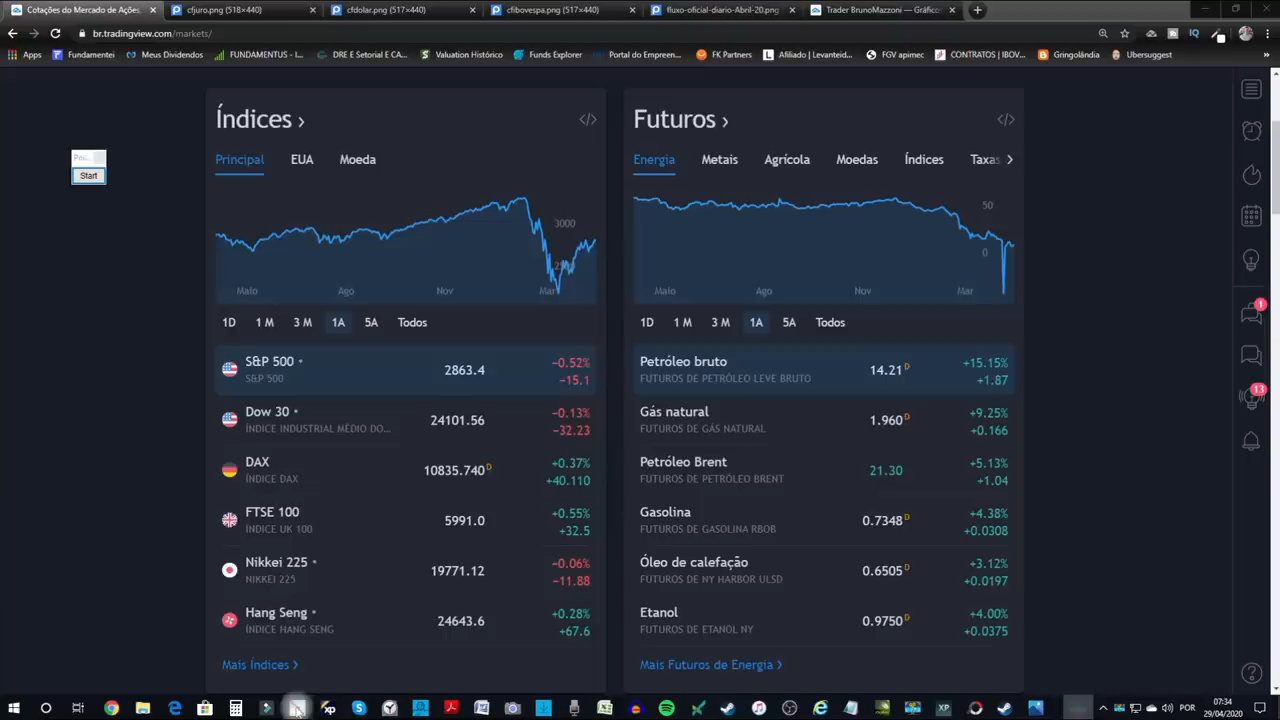 Cotações do Mercado de Ações,
cfjuro.png (518×440)
cfdolar.png (517×440)
cfibovespa.png (517×440)
fluxo-oficial-diario-Abril-20.png
Trader BrunoMazzoni — Gráficos
br.tradingview.com/markets/
Apps
Fundamentei
Meus Dividendos
FUNDAMENTUS - I...
DRE E Setorial E CA...
Valuation Histórico
Funds Explorer
Portal do Empreen...
FK Partners
Afiliado | Levanteid...
FGV apimec
CONTRATOS | IBOV...
Gringolândia
Ubersuggest
Índices ›
</>
Principal
EUA
Moeda
3000
Maio
Ago
Nov
Mar
1D
1 M
3 M
1A
5A
Todos
S&P 500
S&P 500
2863.4
−0.52%
−15.1
Dow 30
ÍNDICE INDUSTRIAL MÉDIO DO...
24101.56
−0.13%
−32.23
DAX
ÍNDICE DAX
10835.740 D
+0.37%
+40.110
FTSE 100
ÍNDICE UK 100
5991.0
+0.55%
+32.5
Nikkei 225
NIKKEI 225
19771.12
−0.06%
−11.88
Hang Seng
ÍNDICE HANG SENG
24643.6
+0.28%
+67.6
Mais Índices ›
Futuros ›
</>
Energia
Metais
Agrícola
Moedas
Índices
Taxas
50
0
Maio
Ago
Nov
Mar
1D
1 M
3 M
1A
5A
Todos
Petróleo bruto
FUTUROS DE PETRÓLEO LEVE BRUTO
14.21 D
+15.15%
+1.87
Gás natural
FUTUROS DE GÁS NATURAL
1.960 D
+9.25%
+0.166
Petróleo Brent
FUTUROS DE PETRÓLEO BRENT
21.30
+5.13%
+1.04
Gasolina
FUTUROS DE GASOLINA RBOB
0.7348 D
+4.38%
+0.0308
Óleo de calefação
FUTUROS DE NY HARBOR ULSD
0.6505 D
+3.12%
+0.0197
Etanol
FUTUROS DE ETANOL NY
0.9750 D
+4.00%
+0.0375
Mais Futuros de Energia ›
Start
1
13
POR
07:34
29/04/2020